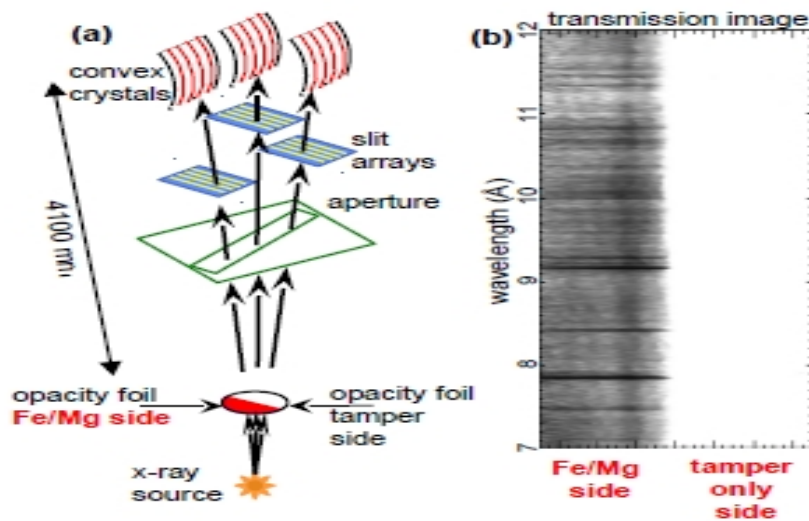 (a)
convex
crystals
slit
arrays
aperture
4100 mm
opacity foil
Fe/Mg side
opacity foil
tamper
side
x-ray
source
(b)
transmission image
wavelength (Å)
12
11
10
9
8
7
Fe/Mg
side
tamper
only
side